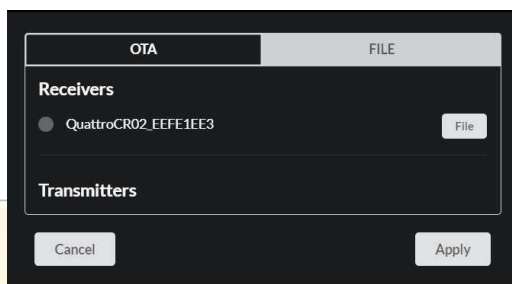 OTA FILE
Receivers
QuattroCR02_EEFE1EE3 File
Transmitters
Cancel Apply